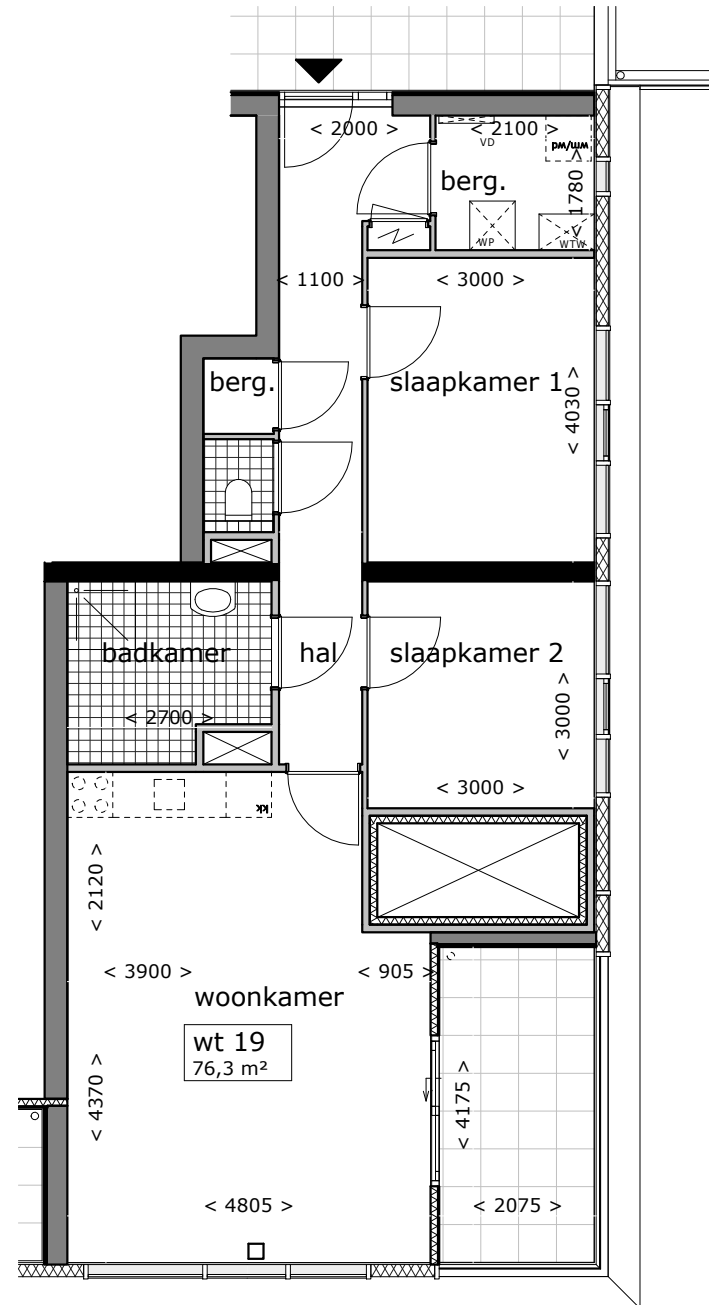 < 2000 >
< 2100 >
VD
wm/wd
berg.
< 1780 >
WP
WTW
< 1100 >
< 3000 >
berg.
slaapkamer 1
< 4030 >
badkamer
hal
slaapkamer 2
< 2700 >
< 3000 >
< 3000 >
kk
< 2120 >
< 3900 >
< 905 >
woonkamer
wt 19
76,3 m²
< 4370 >
< 4175 >
< 4805 >
< 2075 >